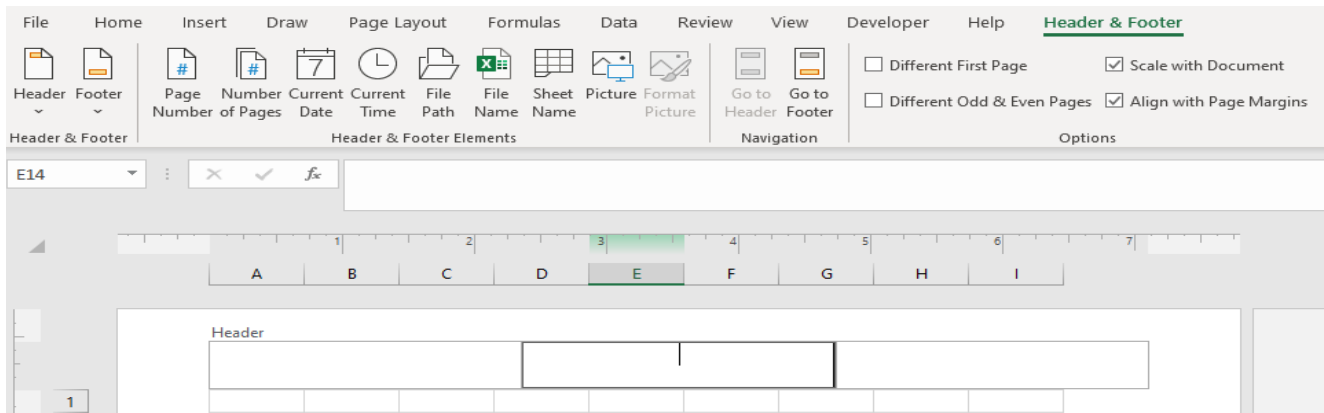 File Home Insert Draw Page Layout Formulas Data Review View Developer Help Header & Footer
# # 7 X
Header Footer Page Number Current Current File File Sheet Picture Format Go to Go to
Number of Pages Date Time Path Name Name Picture Header Footer
Different First Page Scale with Document
Different Odd & Even Pages Align with Page Margins
Header & Footer Header & Footer Elements Navigation Options
E14 fx
1 2 3 4 5 6 7
A B C D E F G H I
Header
1